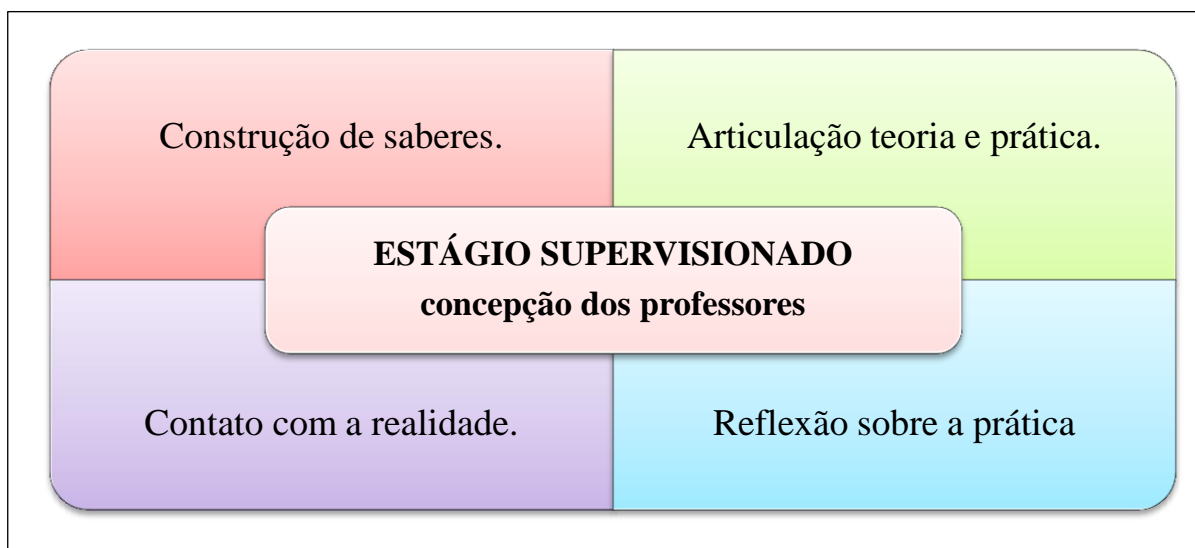 Construção de saberes.
Articulação teoria e prática.
ESTÁGIO SUPERVISIONADO
concepção dos professores
Contato com a realidade.
Reflexão sobre a prática